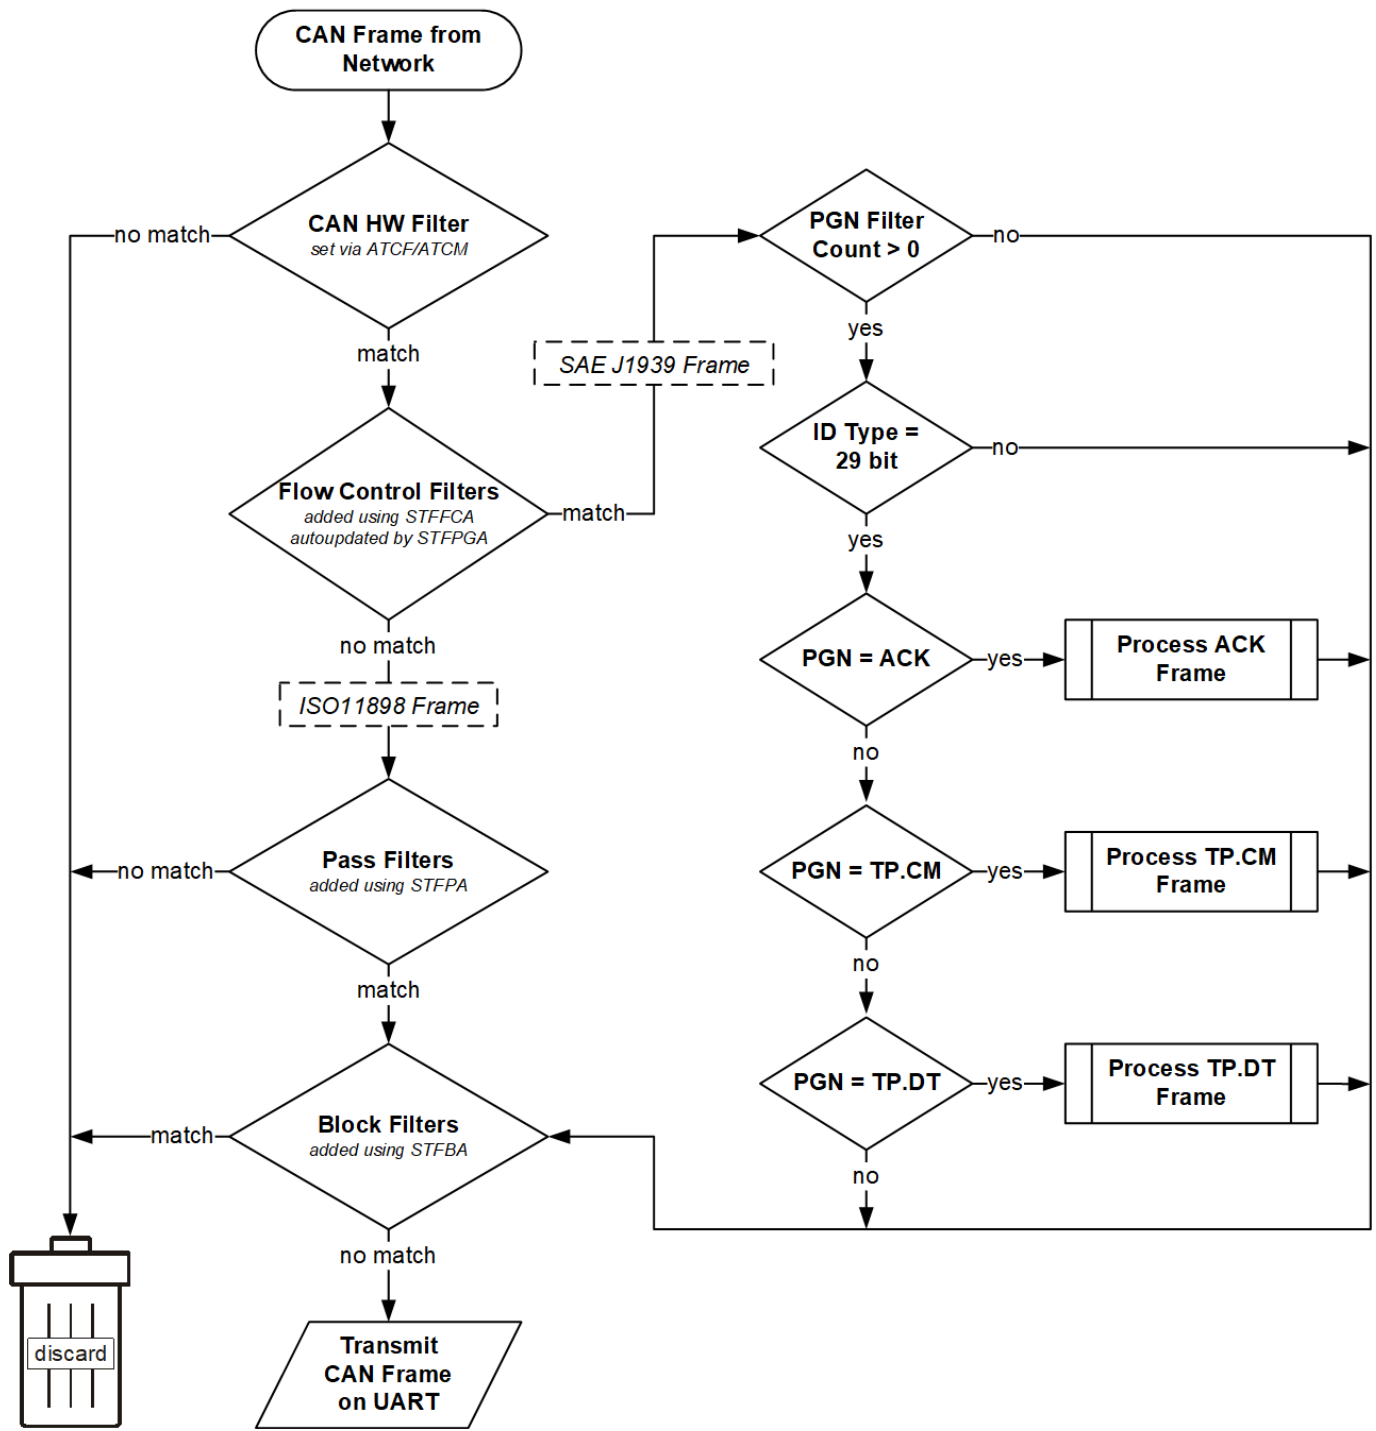 CAN Frame from
Network
CAN HW Filter
set via ATCF/ATCM
no match
match
PGN Filter
Count > 0
no
yes
SAE J1939 Frame
ID Type =
29 bit
no
yes
Flow Control Filters
added using STFFCA
autoupdated by STFPGA
match
no match
ISO11898 Frame
PGN = ACK
yes
Process ACK
Frame
no
Pass Filters
added using STFPA
no match
match
PGN = TP.CM
yes
Process TP.CM
Frame
no
PGN = TP.DT
yes
Process TP.DT
Frame
no
Block Filters
added using STFBA
match
no match
discard
Transmit
CAN Frame
on UART